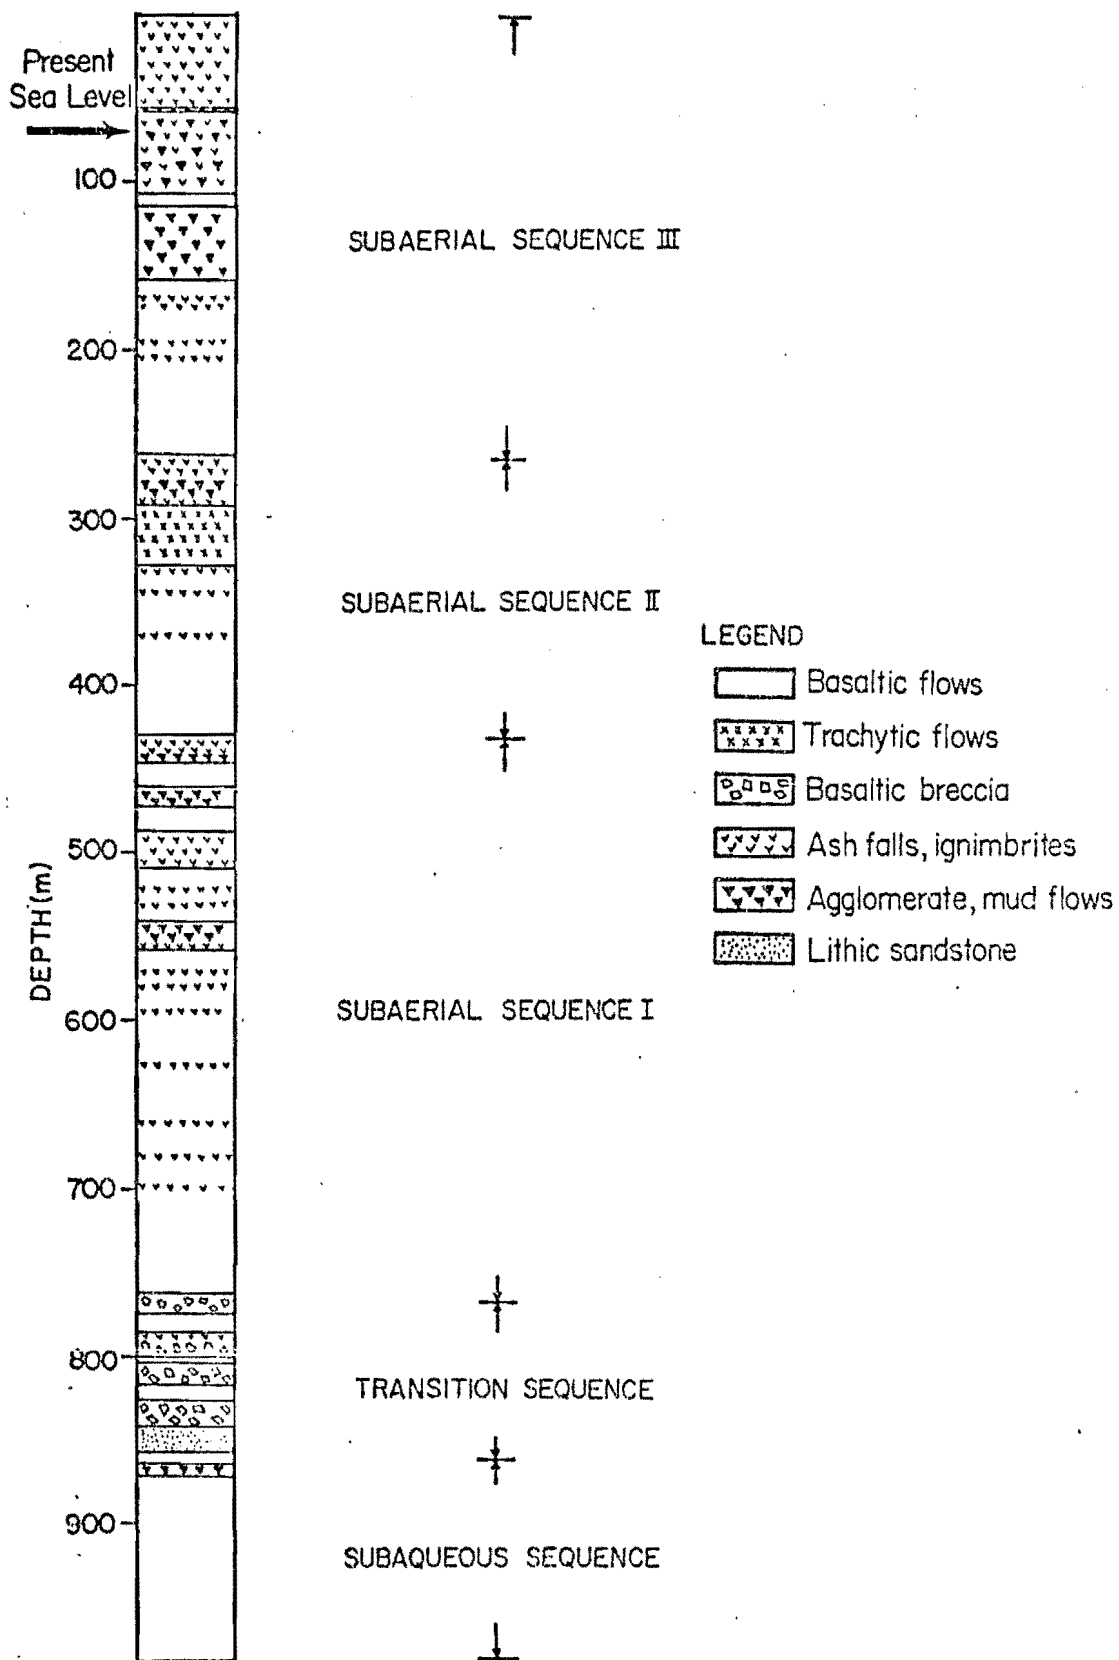 Present
Sea Level
100
SUBAERIAL SEQUENCE III
200
300
SUBAERIAL SEQUENCE II
LEGEND
400
Basaltic flows
Trachytic flows
Basaltic breccia
500
Ash falls, ignimbrites
Agglomerate, mud flows
Lithic sandstone
DEPTH (m)
600
SUBAERIAL SEQUENCE I
700
800
TRANSITION SEQUENCE
900
SUBAQUEOUS SEQUENCE